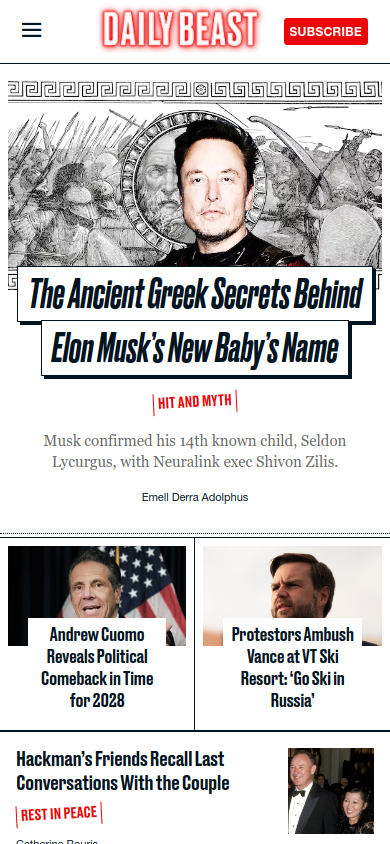 DAILY BEAST
SUBSCRIBE
The Ancient Greek Secrets Behind
Elon Musk's New Baby's Name
HIT AND MYTH
Musk confirmed his 14th known child, Seldon
Lycurgus, with Neuralink exec Shivon Zilis.
Emell Derra Adolphus
Andrew Cuomo
Reveals Political
Comeback in Time
for 2028
Protestors Ambush
Vance at VT Ski
Resort: ‘Go Ski in
Russia’
Hackman’s Friends Recall Last
Conversations With the Couple
REST IN PEACE